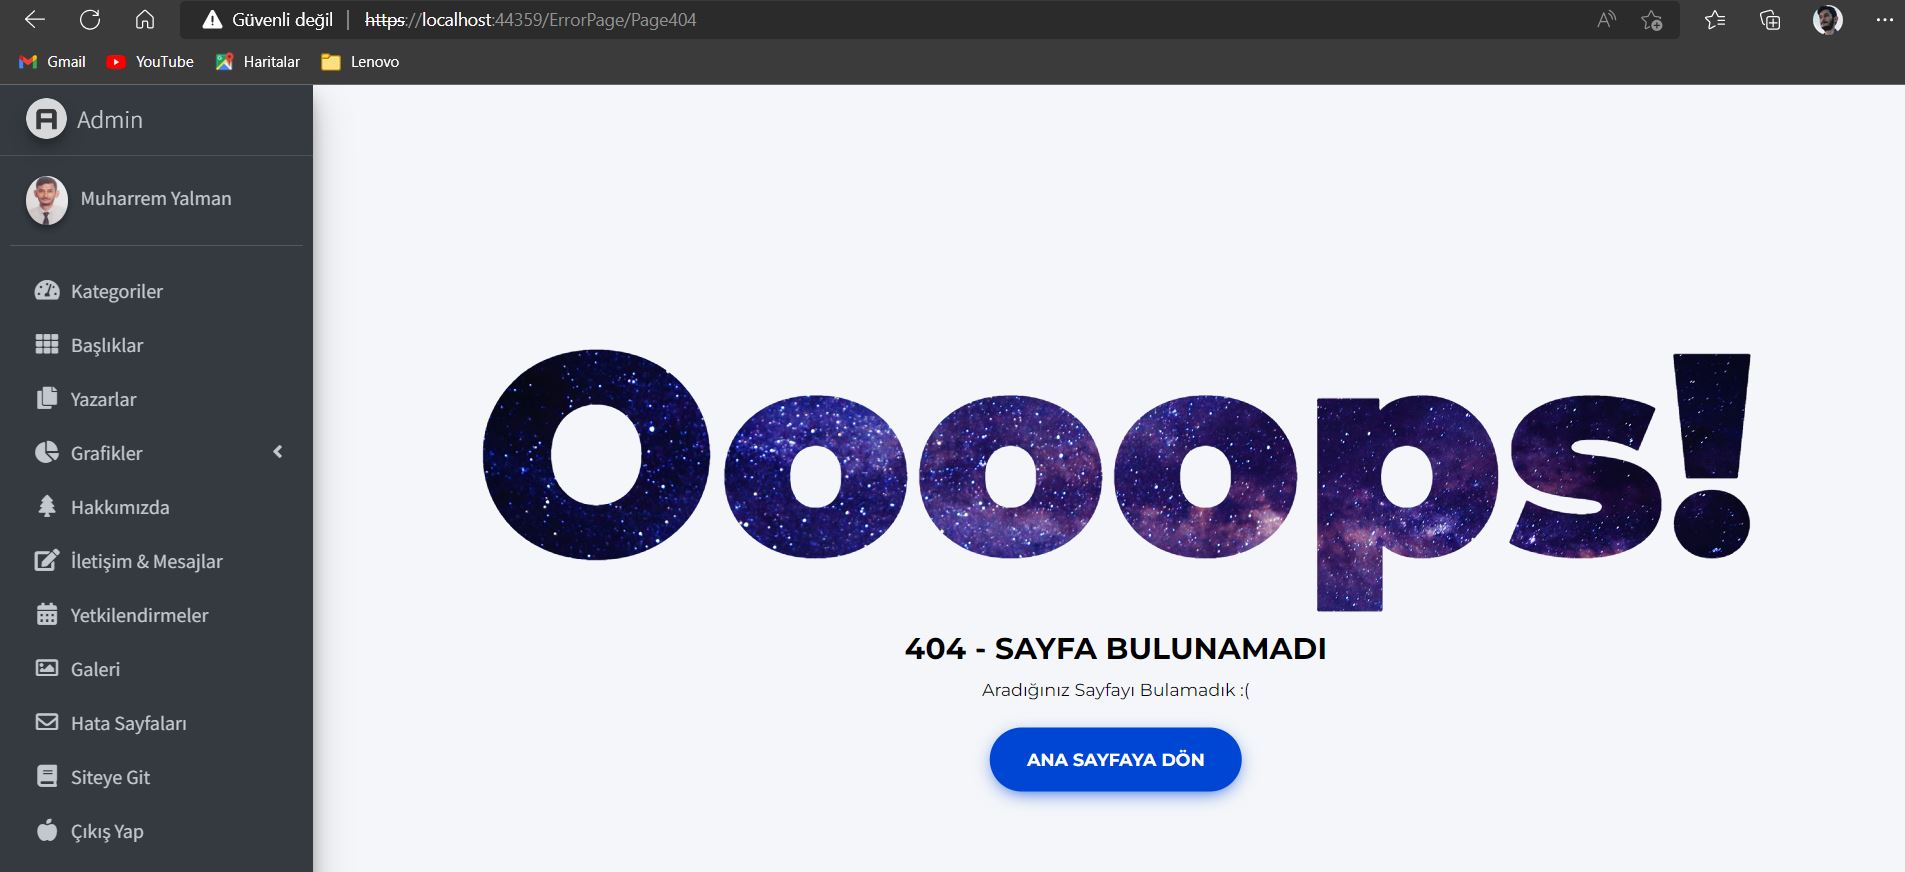 Güvenli değil | https://localhost:44359/ErrorPage/Page404
Gmail YouTube Haritalar Lenovo
Admin
Muharrem Yalman
Kategoriler
Başlıklar
Yazarlar
Grafikler
Hakkımızda
İletişim & Mesajlar
Yetkilendirmeler
Galeri
Hata Sayfaları
Siteye Git
Çıkış Yap
Oooops!
404 - SAYFA BULUNAMADI
Aradığınız Sayfayı Bulamadık :(
ANA SAYFAYA DÖN